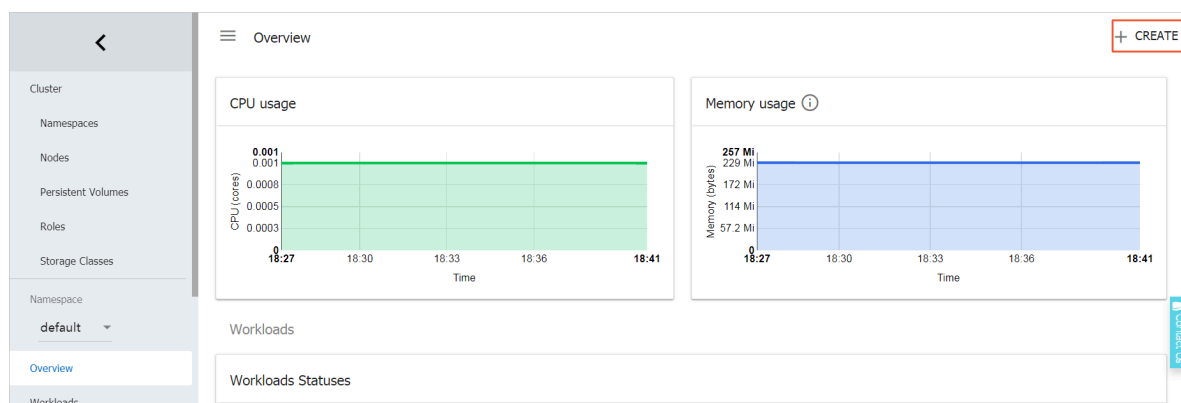 Overview
+ CREATE
Cluster
Namespaces
Nodes
Persistent Volumes
Roles
Storage Classes
Namespace
default
Overview
Workloads
CPU usage
0.001
0.001
0.0008
0.0005
0.0003
0
CPU (cores)
18:27 18:30 18:33 18:36 18:41
Time
Memory usage
257 Mi
229 Mi
172 Mi
114 Mi
57.2 Mi
0
Memory (bytes)
18:27 18:30 18:33 18:36 18:41
Time
Workloads
Workloads Statuses
Contact Us